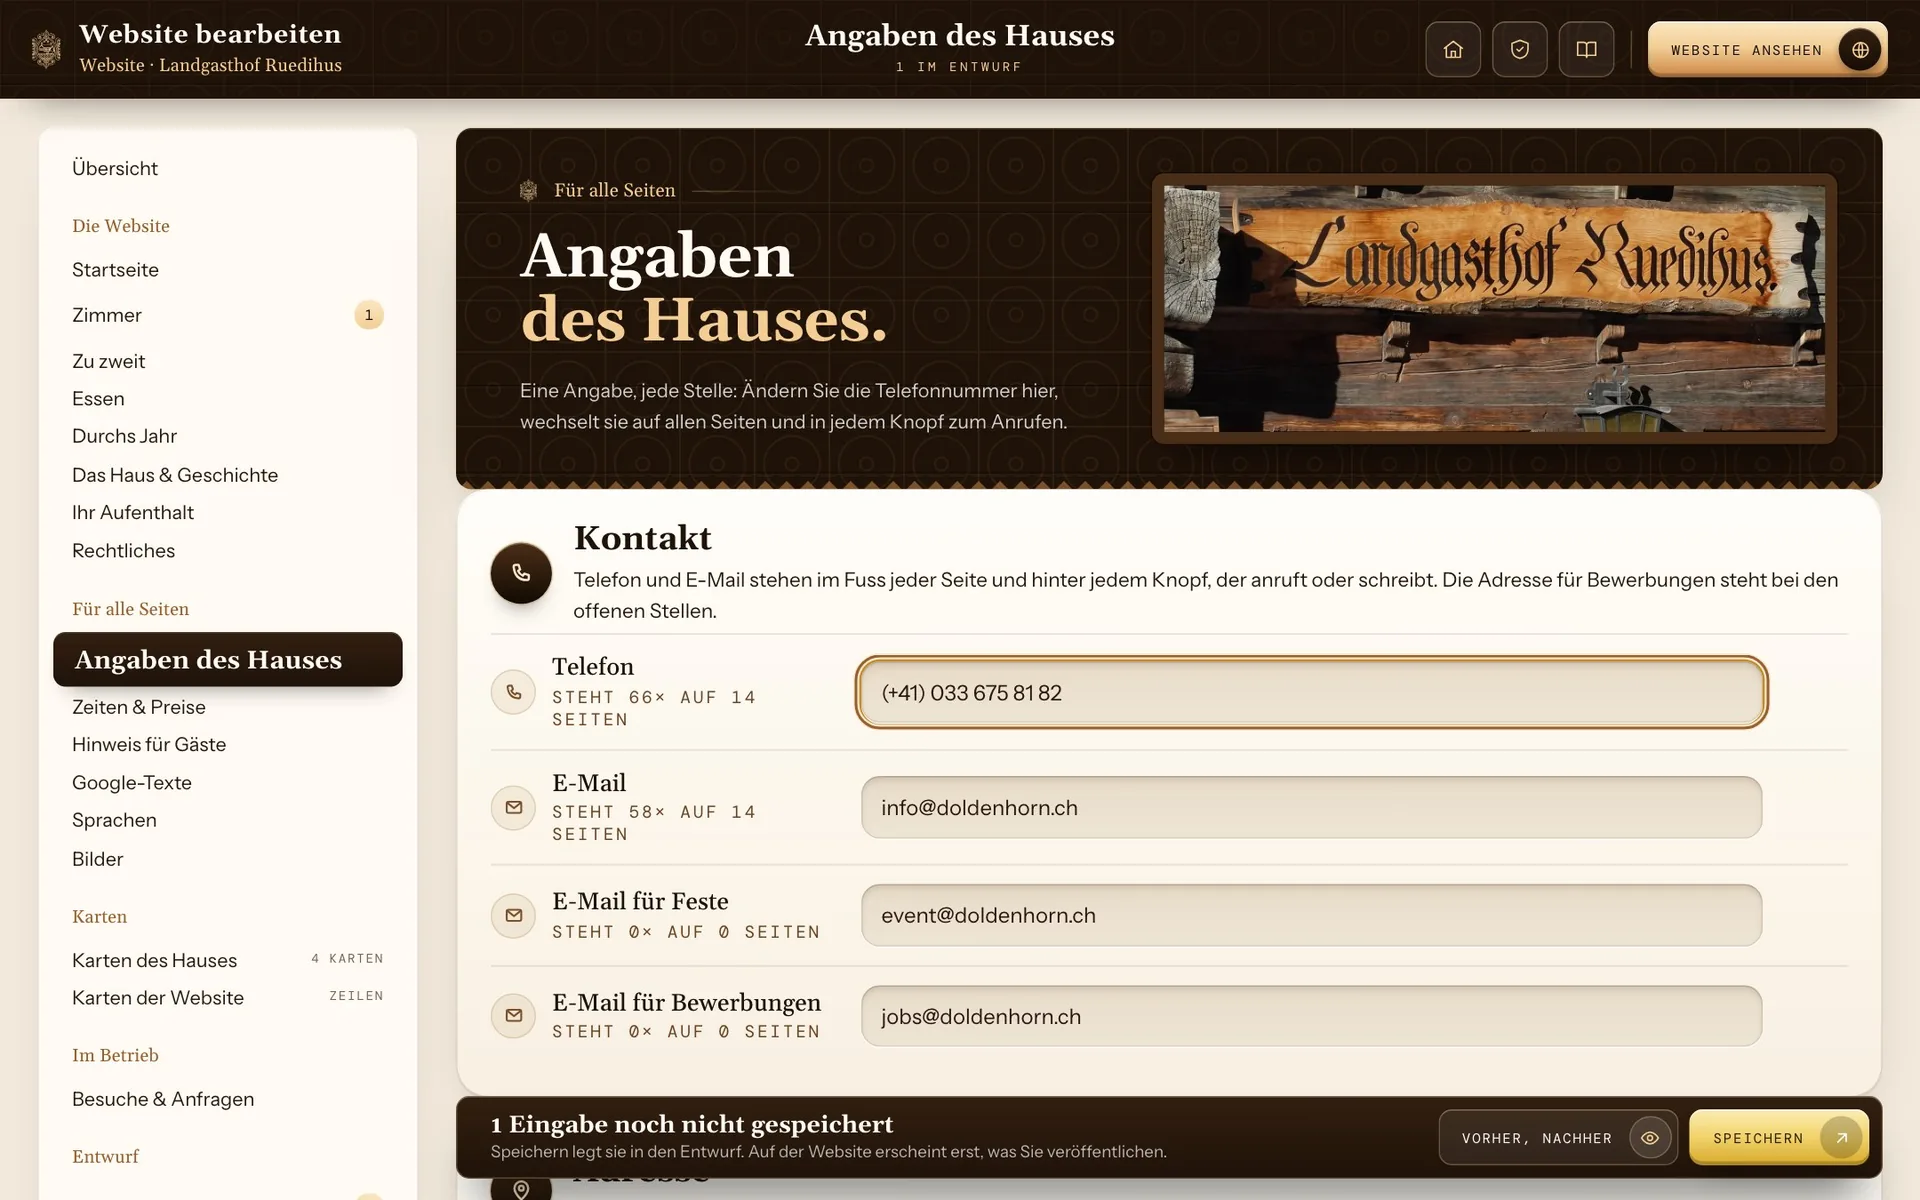 Website bearbeiten
Website · Landgasthof Ruedihus
Angaben des Hauses
1 IM ENTWURF
WEBSITE ANSEHEN
Übersicht
Die Website
Startseite
Zimmer 1
Zu zweit
Essen
Durchs Jahr
Das Haus & Geschichte
Ihr Aufenthalt
Rechtliches
Für alle Seiten
Angaben des Hauses
Zeiten & Preise
Hinweis für Gäste
Google-Texte
Sprachen
Bilder
Karten
Karten des Hauses 4 KARTEN
Karten der Website ZEILEN
Im Betrieb
Besuche & Anfragen
Entwurf
Für alle Seiten
Angaben
des Hauses.
Eine Angabe, jede Stelle: Ändern Sie die Telefonnummer hier,
wechselt sie auf allen Seiten und in jedem Knopf zum Anrufen.
Landgasthof Ruedihus.
Kontakt
Telefon und E-Mail stehen im Fuss jeder Seite und hinter jedem Knopf, der anruft oder schreibt. Die Adresse für Bewerbungen steht bei den
offenen Stellen.
Telefon
STEHT 66× AUF 14
SEITEN
(+41) 033 675 81 82
E-Mail
STEHT 58× AUF 14
SEITEN
info@doldenhorn.ch
E-Mail für Feste
STEHT 0× AUF 0 SEITEN
event@doldenhorn.ch
E-Mail für Bewerbungen
STEHT 0× AUF 0 SEITEN
jobs@doldenhorn.ch
1 Eingabe noch nicht gespeichert
Speichern legt sie in den Entwurf. Auf der Website erscheint erst, was Sie veröffentlichen.
VORHER, NACHHER
SPEICHERN
Adresse